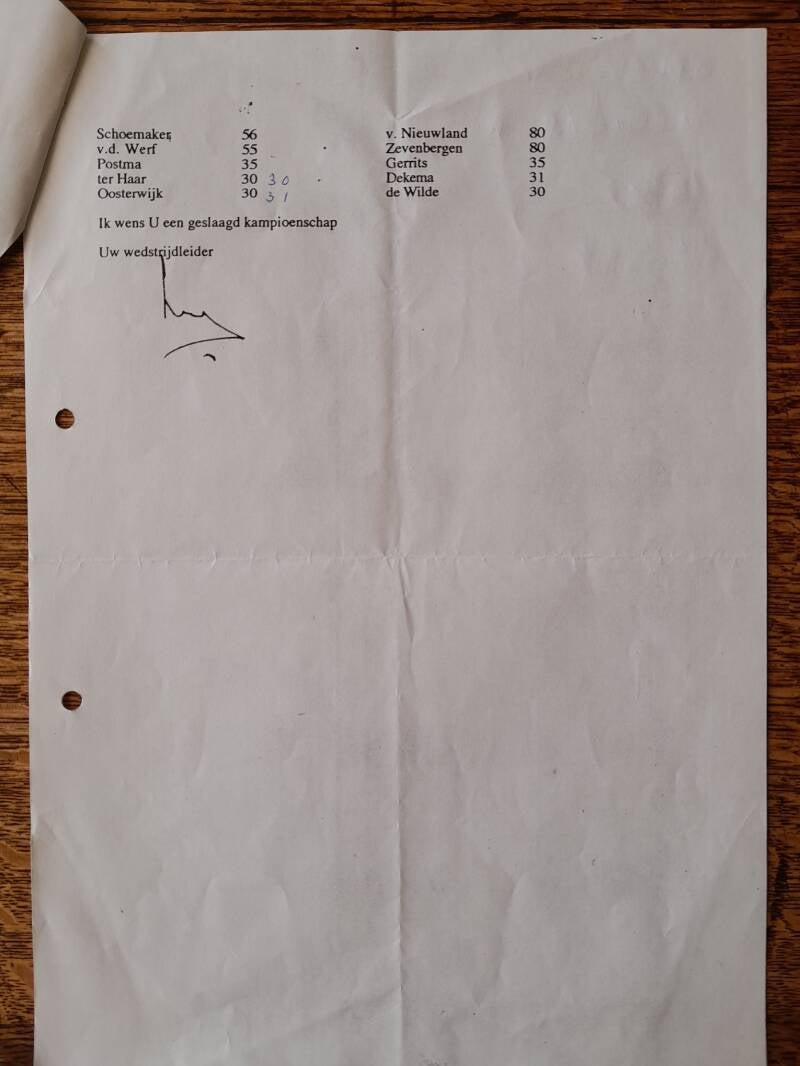 Schoemaker 56 v. Nieuwland 80
v.d. Werf 55 Zevenbergen 80
Postma 35 Gerrits 35
ter Haar 30 30 Dekema 31
Oosterwijk 30 31 de Wilde 30
Ik wens U een geslaagd kampioenschap
Uw wedstrijdleider